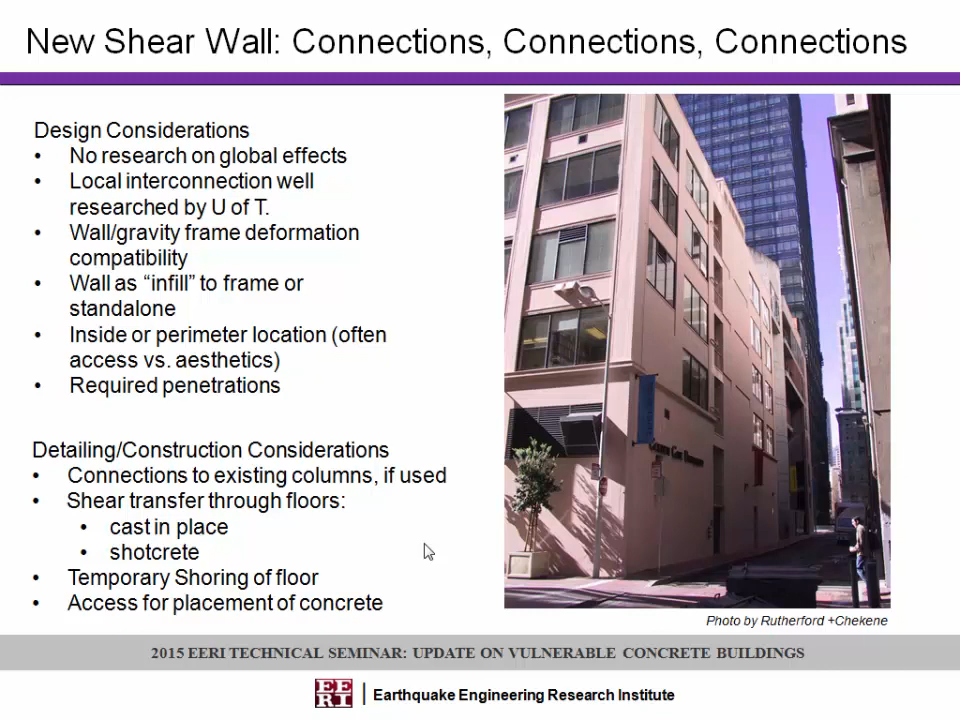 New Shear Wall: Connections, Connections, Connections
Design Considerations
• No research on global effects
• Local interconnection well
researched by U of T.
• Wall/gravity frame deformation
compatibility
• Wall as “infill” to frame or
standalone
• Inside or perimeter location (often
access vs. aesthetics)
• Required penetrations
Detailing/Construction Considerations
• Connections to existing columns, if used
• Shear transfer through floors:
• cast in place
• shotcrete
• Temporary Shoring of floor
• Access for placement of concrete
Photo by Rutherford +Chekene
2015 EERI TECHNICAL SEMINAR: UPDATE ON VULNERABLE CONCRETE BUILDINGS
EE
RI
Earthquake Engineering Research Institute